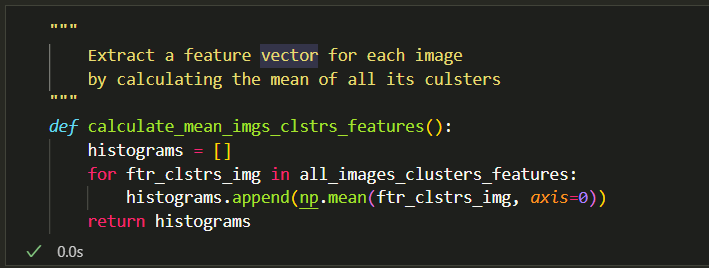 """
    Extract a feature vector for each image
    by calculating the mean of all its culsters
"""
def calculate_mean_imgs_clstrs_features():
    histograms = []
    for ftr_clstrs_img in all_images_clusters_features:
        histograms.append(np.mean(ftr_clstrs_img, axis=0))
    return histograms
✓ 0.0s